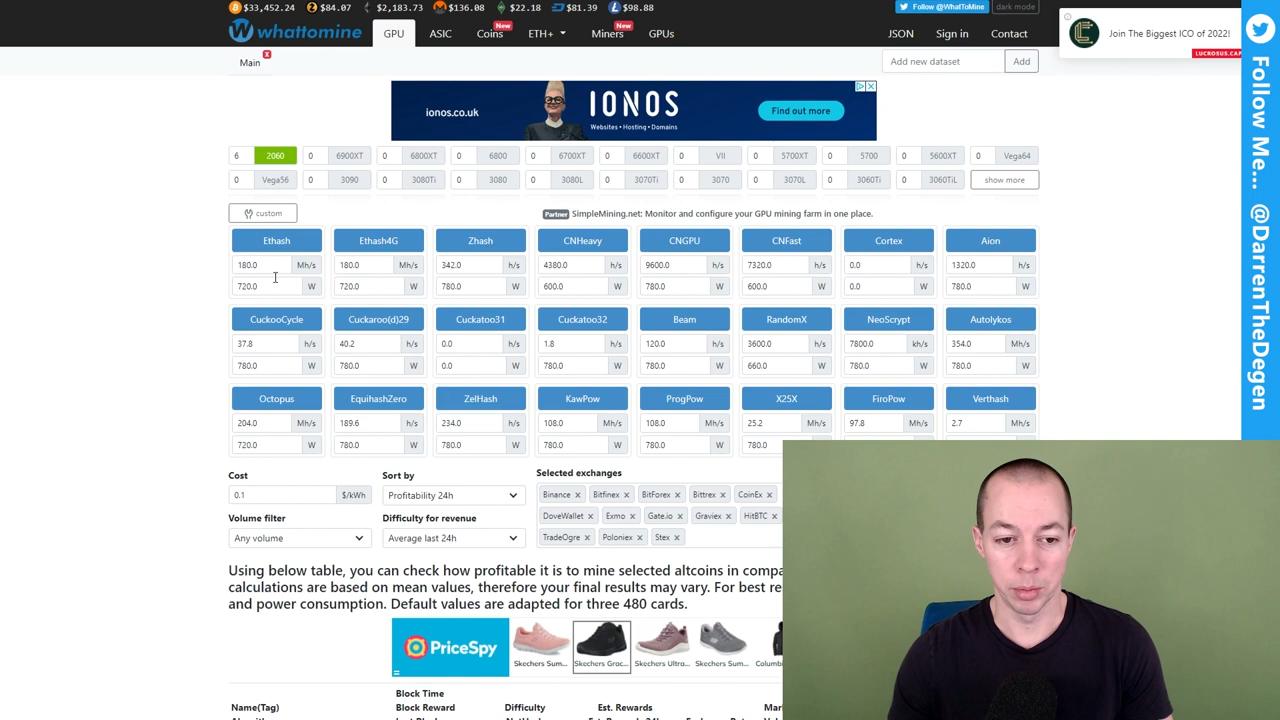 $33,452.24 $84.07 $2,183.73 $136.08 $22.18 $81.39 $98.88
Follow @WhatToMine
dark mode
whattomine
GPU ASIC Coins New ETH+ Miners New GPUs JSON Sign in Contact
Join The Biggest ICO of 2022!
Main x
Add new dataset Add
ionos.co.uk IONOS Find out more
Websites • Hosting • Domains
6 2060 0 6900XT 0 6800XT 0 6800 0 6700XT 0 6600XT 0 VII 0 5700XT 0 5700 0 5600XT 0 Vega64
0 Vega56 0 3090 0 3080Ti 0 3080 0 3080L 0 3070Ti 0 3070 0 3070L 0 3060Ti 0 3060TiL show more
custom
Partner SimpleMining.net: Monitor and configure your GPU mining farm in one place.
Ethash Ethash4G Zhash CNHeavy CNGPU CNFast Cortex Aion
180.0 Mh/s 180.0 Mh/s 342.0 h/s 4380.0 h/s 9600.0 h/s 7320.0 h/s 0.0 h/s 1320.0 h/s
720.0 W 720.0 W 780.0 W 600.0 W 780.0 W 600.0 W 0.0 W 780.0 W
CuckooCycle Cuckaroo(d)29 Cuckatoo31 Cuckatoo32 Beam RandomX NeoScrypt Autolykos
37.8 h/s 40.2 h/s 0.0 h/s 1.8 h/s 120.0 h/s 3600.0 h/s 7800.0 kh/s 354.0 Mh/s
780.0 W 780.0 W 0.0 W 780.0 W 780.0 W 660.0 W 780.0 W 780.0 W
Octopus EquihashZero ZelHash KawPow ProgPow X25X FiroPow Verthash
204.0 Mh/s 189.6 h/s 234.0 h/s 108.0 Mh/s 108.0 Mh/s 25.2 Mh/s 97.8 Mh/s 2.7 Mh/s
720.0 W 780.0 W 780.0 W 780.0 W 780.0 W 780.0
Cost Sort by Selected exchanges
0.1 $/kWh Profitability 24h
Binance x Bitfinex x BitForex x Bittrex x CoinEx x
Volume filter Difficulty for revenue
DoveWallet x Exmo x Gate.io x Graviex x HitBTC x
Any volume Average last 24h
TradeOgre x Poloniex x Stex x
Using below table, you can check how profitable it is to mine selected altcoins in compa
calculations are based on mean values, therefore your final results may vary. For best re
and power consumption. Default values are adapted for three 480 cards.
PriceSpy
Skechers Sum... Skechers Grac... Skechers Ultra... Skechers Sum... Columbi
Block Time
Name(Tag) Block Reward Difficulty Est. Rewards Mar
Follow Me... @DarrenTheDegen